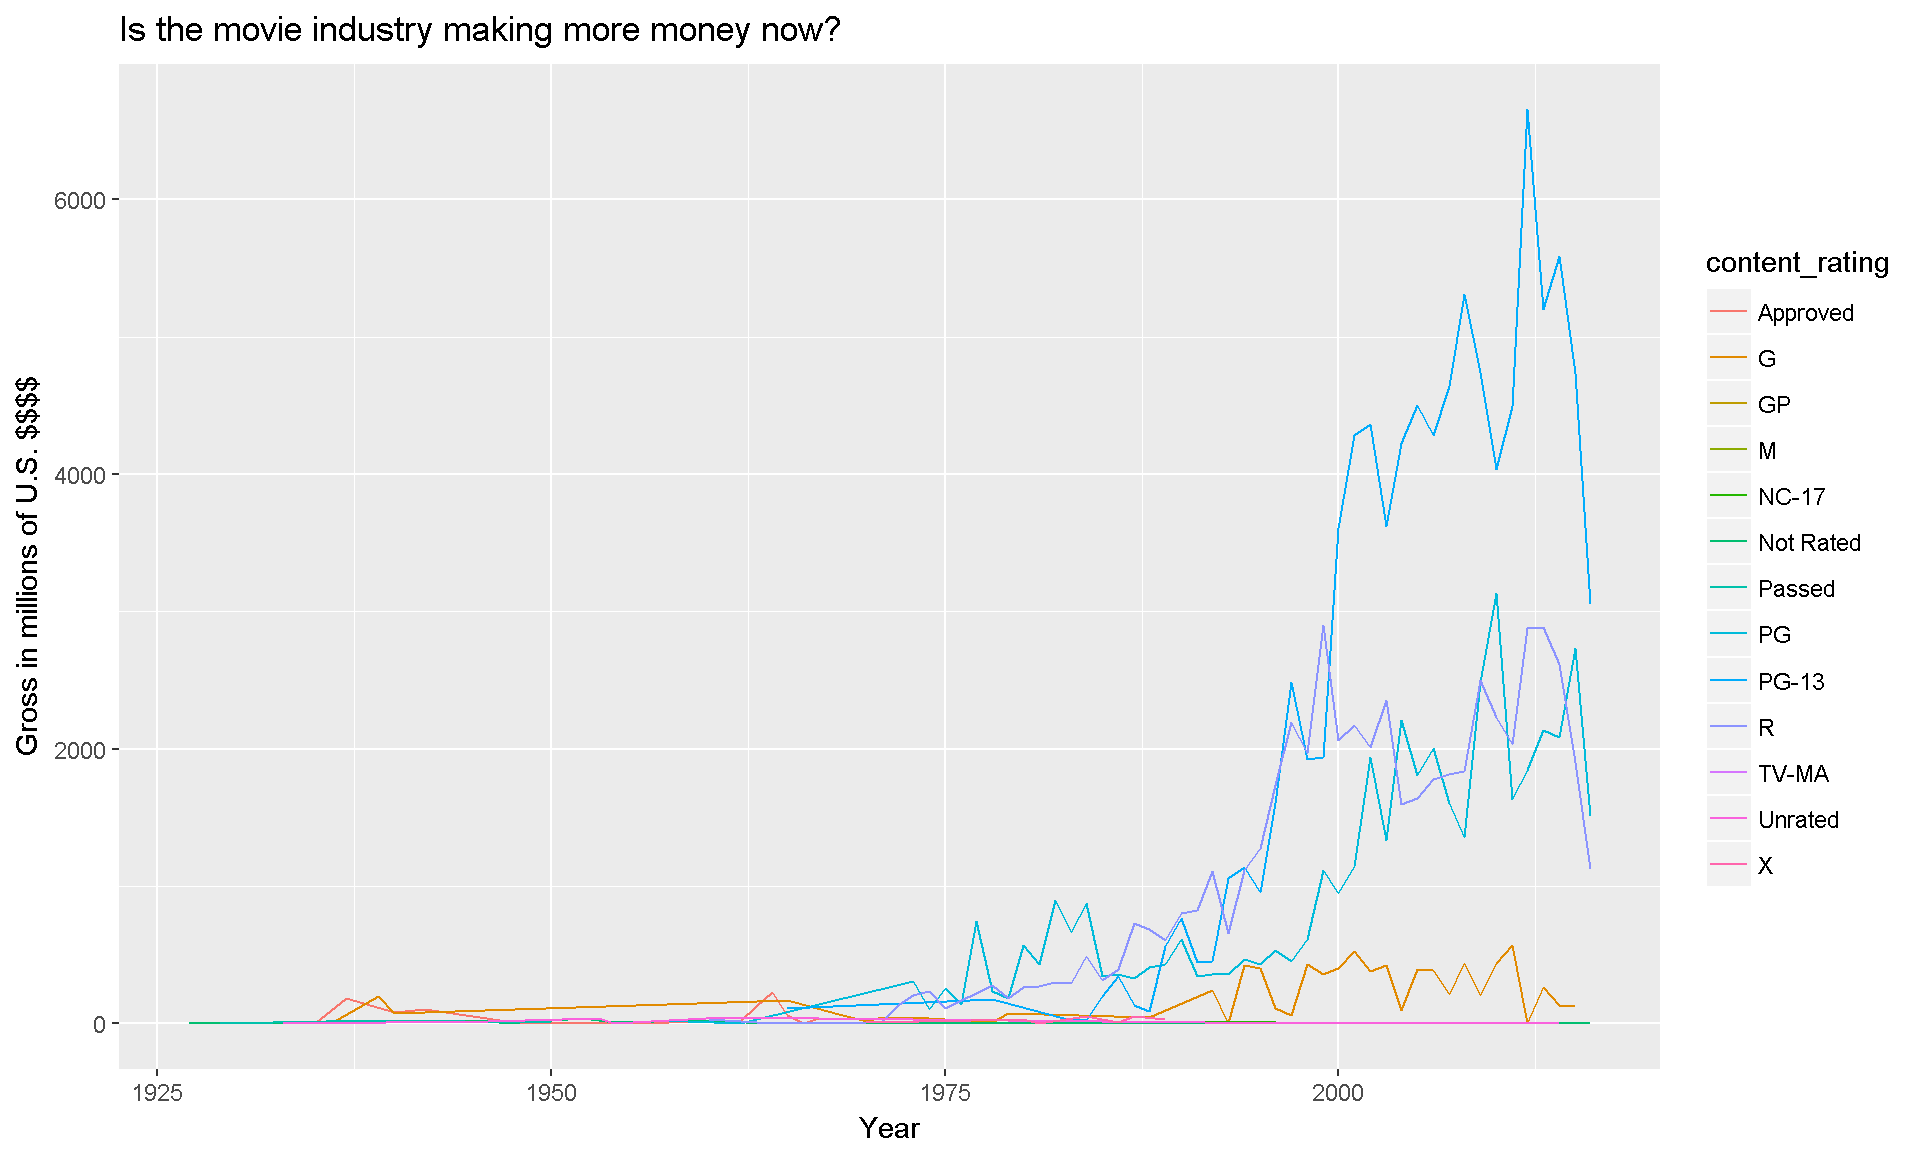 Is the movie industry making more money now?
Gross in millions of U.S. $$$$
6000
4000
2000
0
1925
1950
1975
2000
Year
content_rating
Approved
G
GP
M
NC-17
Not Rated
Passed
PG
PG-13
R
TV-MA
Unrated
X